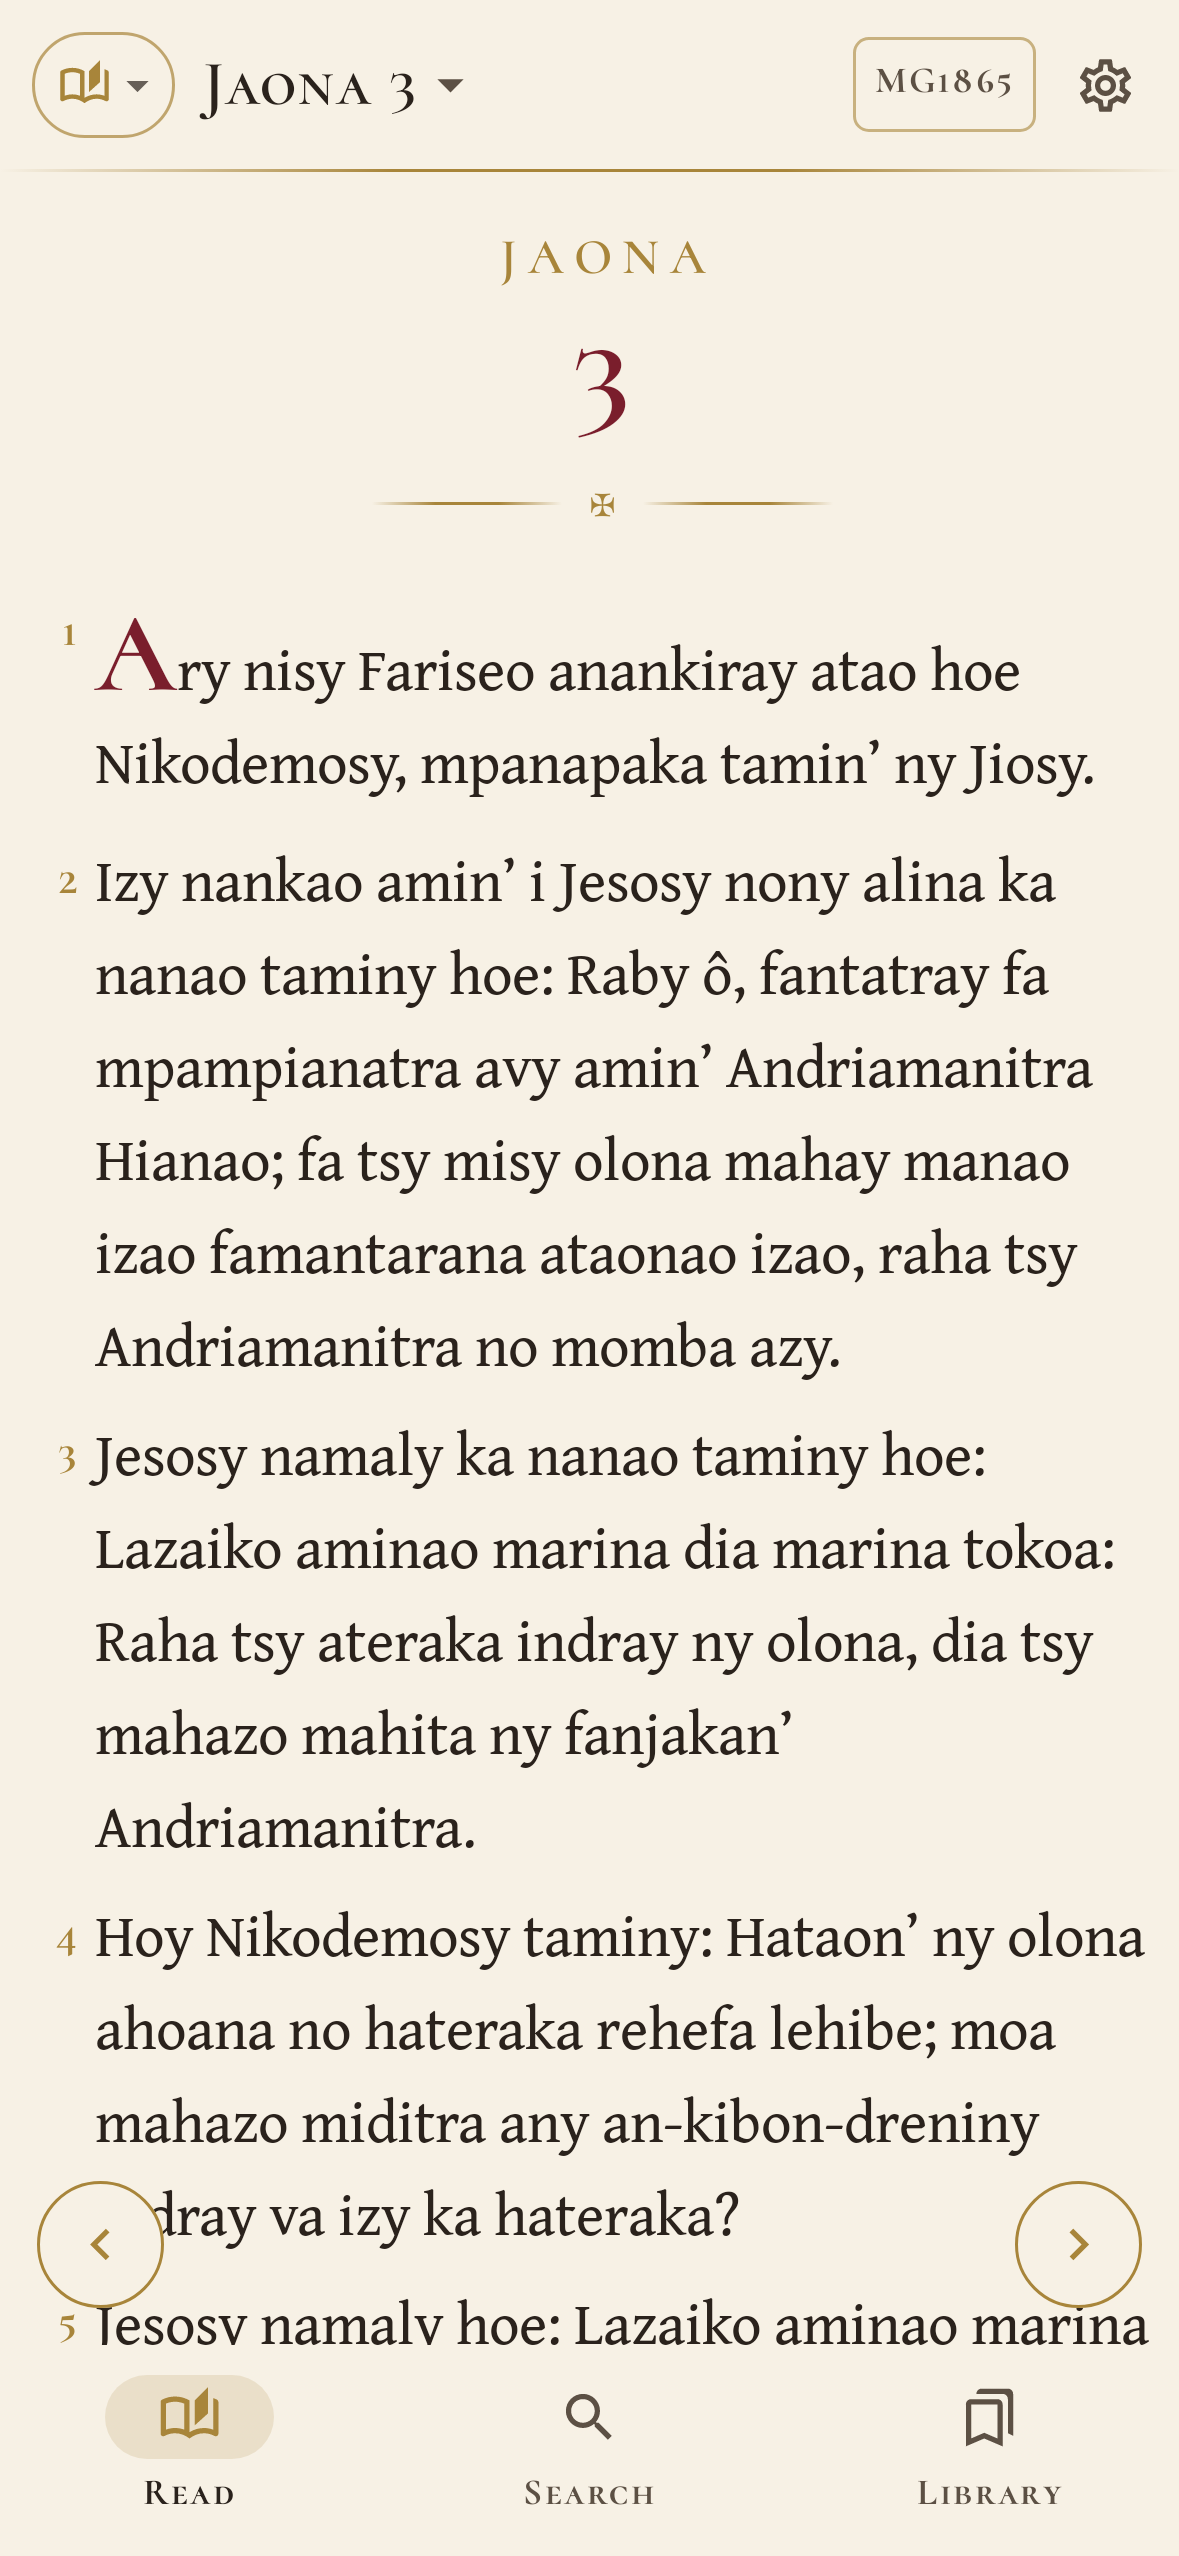 Jaona 3
MG1865
JAONA
3
1 Ary nisy Fariseo anankiray atao hoe
Nikodemosy, mpanapaka tamin’ ny Jiosy.
2 Izy nankao amin’ i Jesosy nony alina ka
nanao taminy hoe: Raby ô, fantatray fa
mpampianatra avy amin’ Andriamanitra
Hianao; fa tsy misy olona mahay manao
izao famantarana ataonao izao, raha tsy
Andriamanitra no momba azy.
3 Jesosy namaly ka nanao taminy hoe:
Lazaiko aminao marina dia marina tokoa:
Raha tsy ateraka indray ny olona, dia tsy
mahazo mahita ny fanjakan’
Andriamanitra.
4 Hoy Nikodemosy taminy: Hataon’ ny olona
ahoana no hateraka rehefa lehibe; moa
mahazo miditra any an-kibon-dreniny
va izy ka hateraka?
5 Jesosy namaly hoe: Lazaiko aminao marina
Read
Search
Library